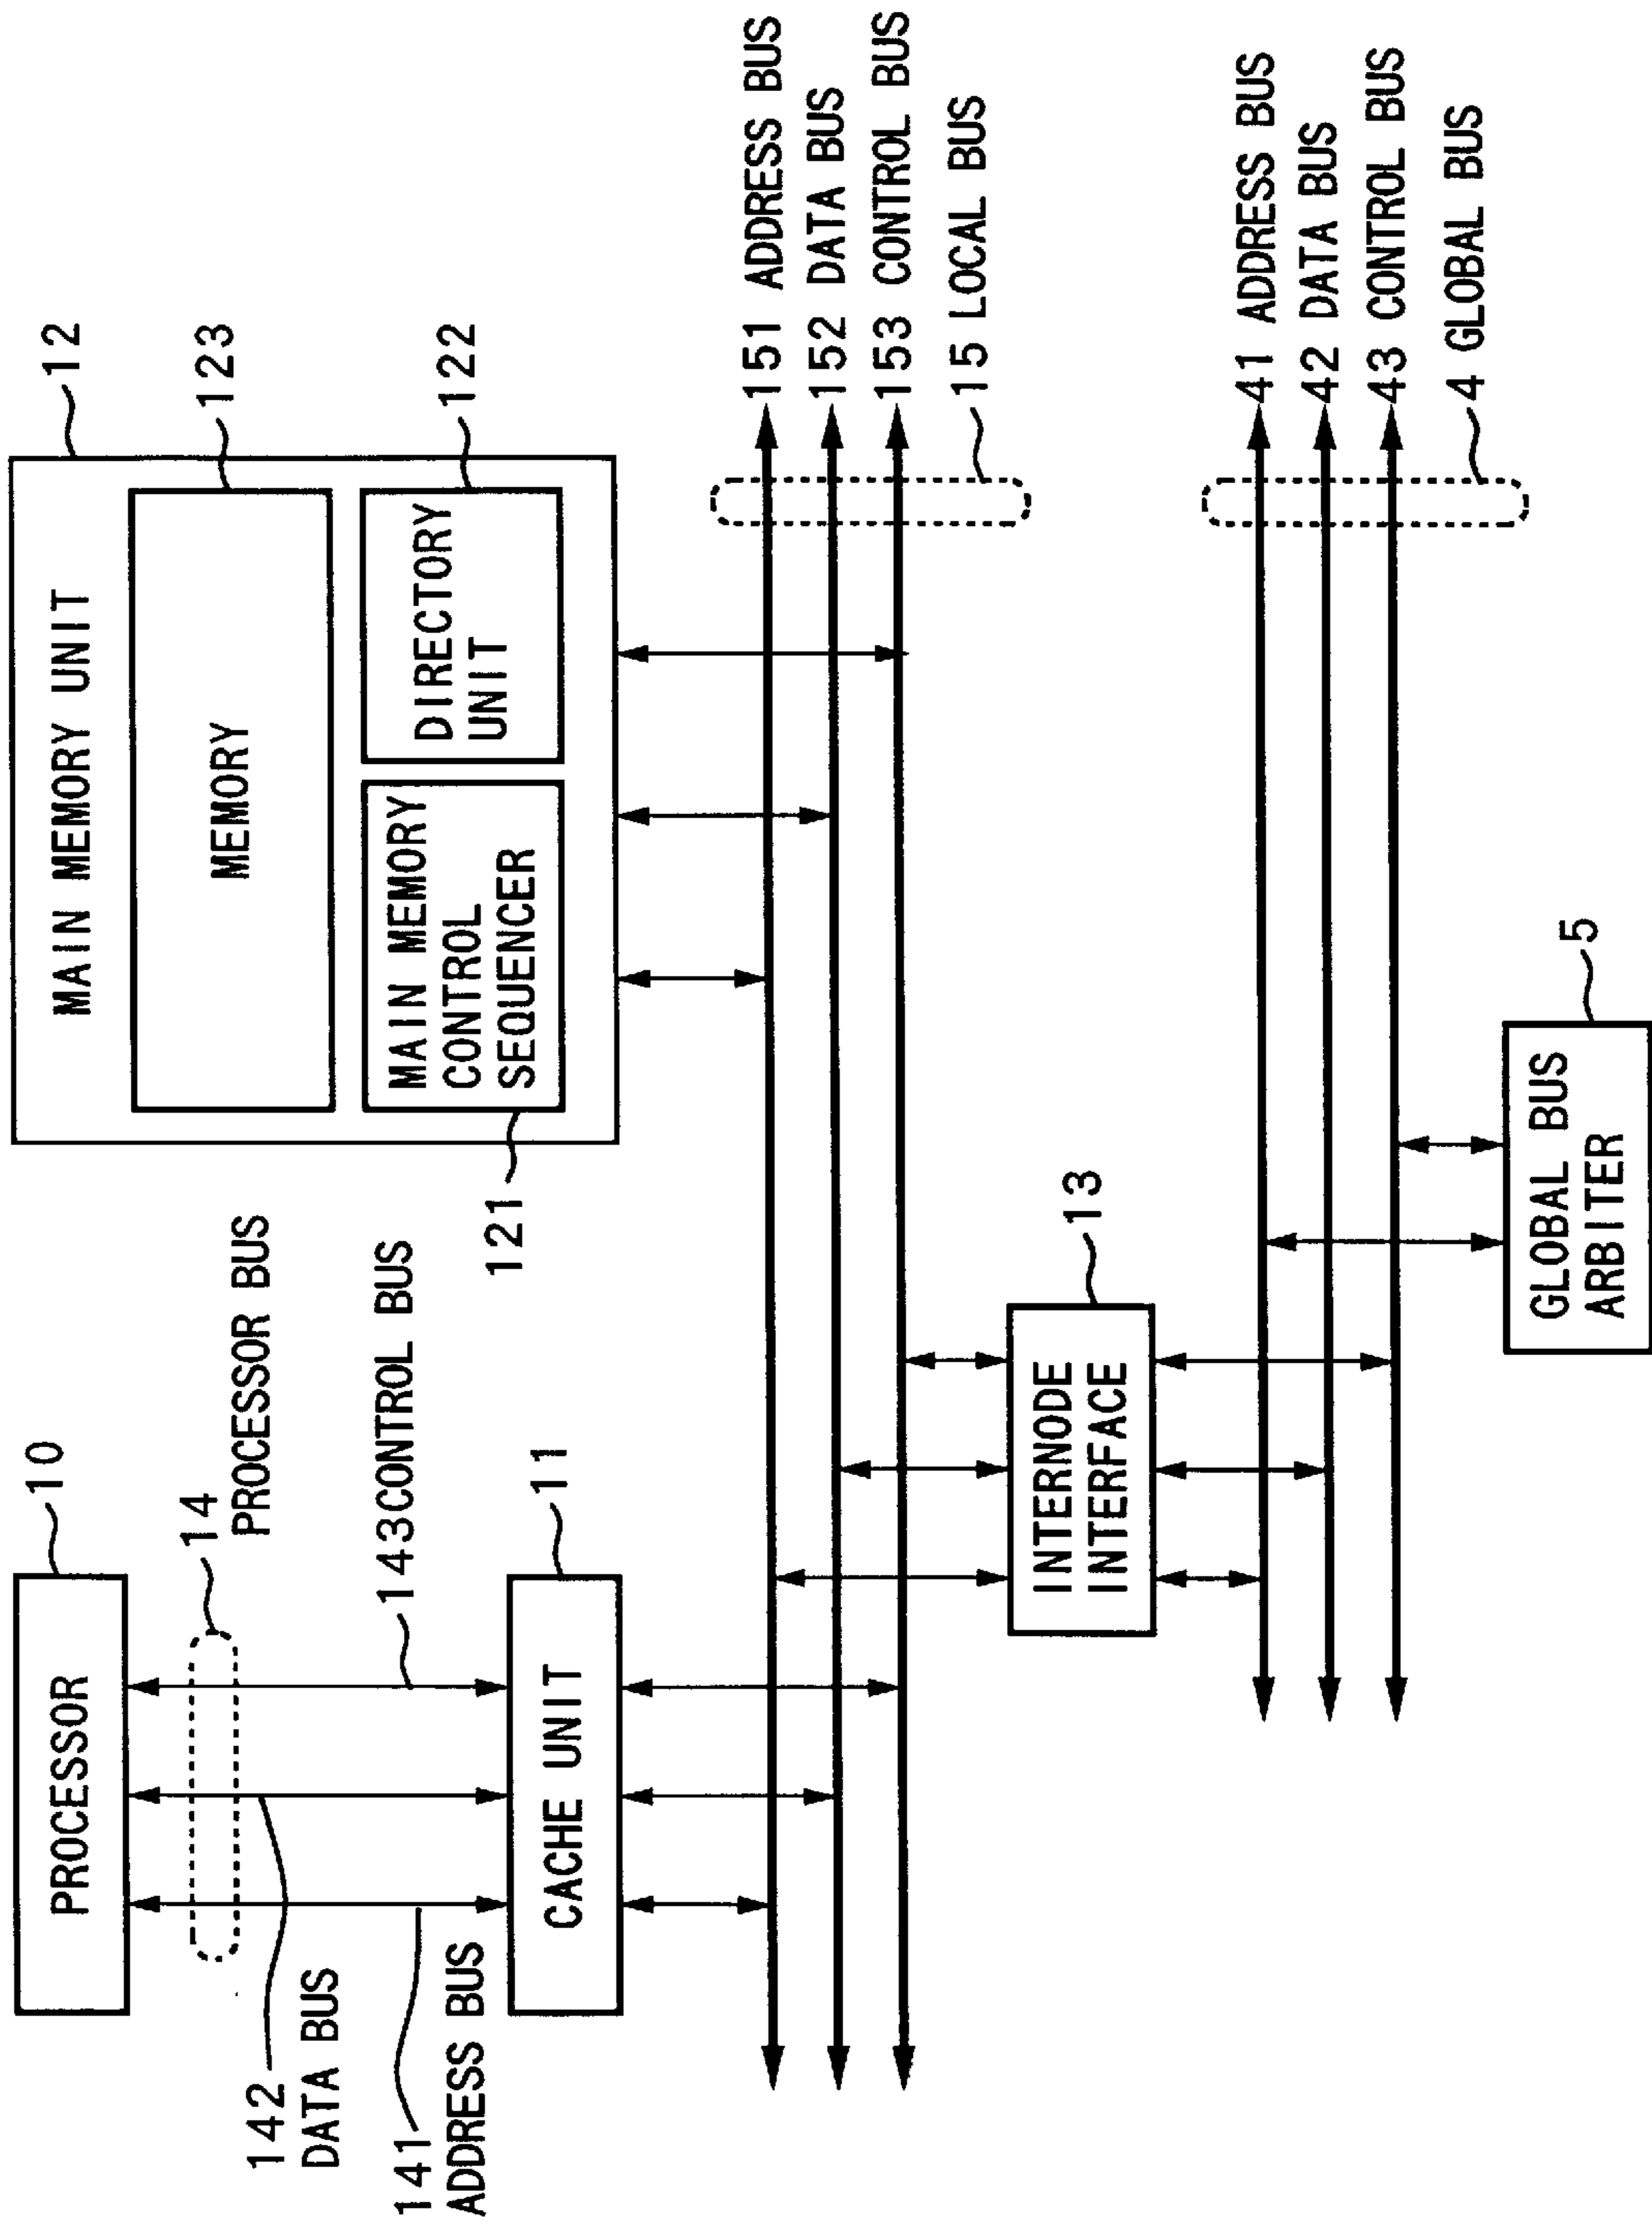 10
PROCESSOR
14
PROCESSOR BUS
142
DATA BUS
143CONTROL BUS
141
ADDRESS BUS
11
CACHE UNIT
12
MAIN MEMORY UNIT
123
MEMORY
122
MAIN MEMORY
CONTROL
SEQUENCER
DIRECTORY
UNIT
121
151 ADDRESS BUS
152 DATA BUS
153 CONTROL BUS
15 LOCAL BUS
13
INTERNODE
INTERFACE
41 ADDRESS BUS
42 DATA BUS
43 CONTROL BUS
4 GLOBAL BUS
5
GLOBAL BUS
ARBITER